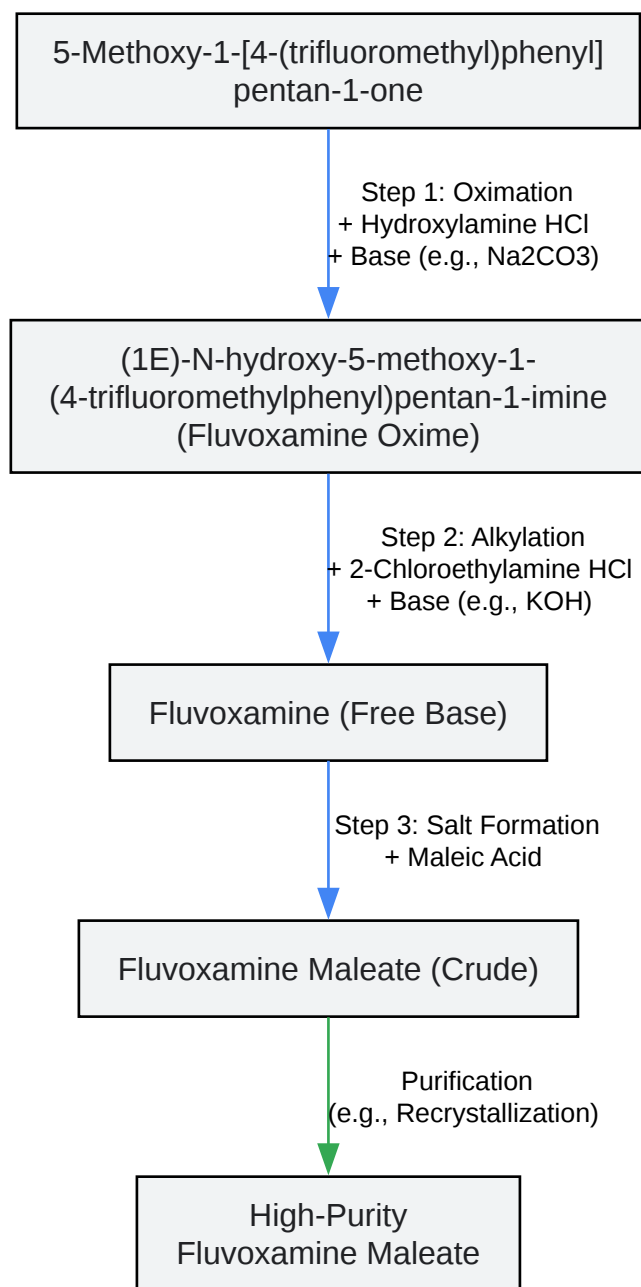 5-Methoxy-1-[4-(trifluoromethyl)phenyl]
pentan-1-one
Step 1: Oximation
+ Hydroxylamine HCl
+ Base (e.g., Na2CO3)
(1E)-N-hydroxy-5-methoxy-1-
(4-trifluoromethylphenyl)pentan-1-imine
(Fluvoxamine Oxime)
Step 2: Alkylation
+ 2-Chloroethylamine HCl
+ Base (e.g., KOH)
Fluvoxamine (Free Base)
Step 3: Salt Formation
+ Maleic Acid
Fluvoxamine Maleate (Crude)
Purification
(e.g., Recrystallization)
High-Purity
Fluvoxamine Maleate